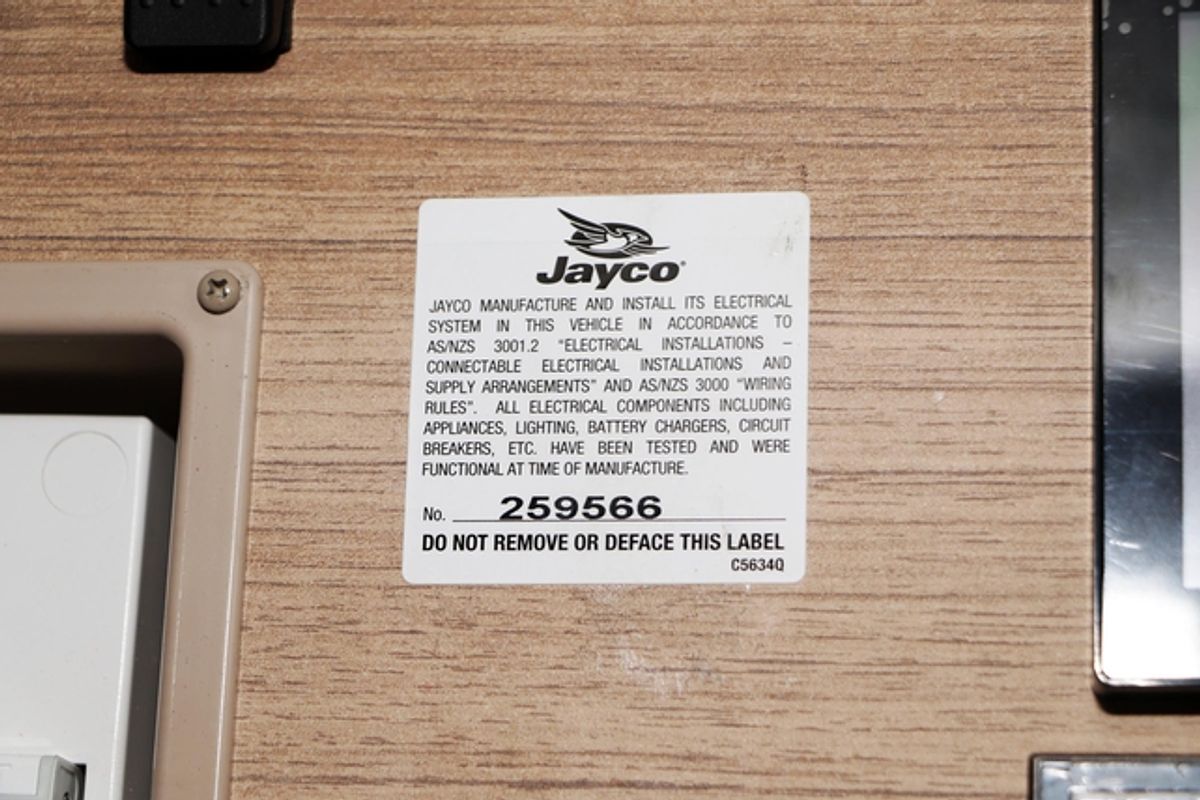 Jayco®
JAYCO MANUFACTURE AND INSTALL ITS ELECTRICAL
SYSTEM IN THIS VEHICLE IN ACCORDANCE TO
AS/NZS 3001.2 “ELECTRICAL INSTALLATIONS –
CONNECTABLE ELECTRICAL INSTALLATIONS AND
SUPPLY ARRANGEMENTS” AND AS/NZS 3000 “WIRING
RULES”. ALL ELECTRICAL COMPONENTS INCLUDING
APPLIANCES, LIGHTING, BATTERY CHARGERS, CIRCUIT
BREAKERS, ETC. HAVE BEEN TESTED AND WERE
FUNCTIONAL AT TIME OF MANUFACTURE.
No. 259566
DO NOT REMOVE OR DEFACE THIS LABEL
C5634Q